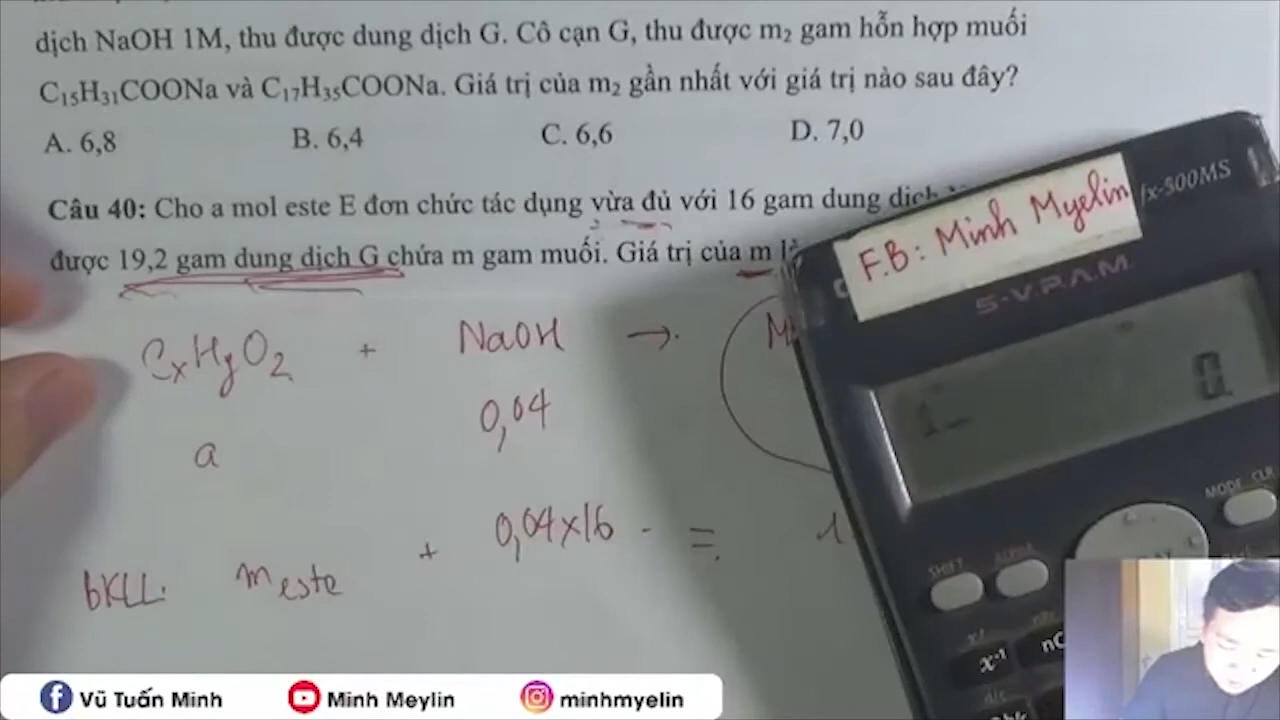 dịch NaOH 1M, thu được dung dịch G. Cô cạn G, thu được m₂ gam hỗn hợp muối
C₁₅H₃₁COONa và C₁₇H₃₅COONa. Giá trị của m₂ gần nhất với giá trị nào sau đây?
A. 6,8 B. 6,4 C. 6,6 D. 7,0
Câu 40: Cho a mol este E đơn chức tác dụng vừa đủ với 16 gam dung dịch
được 19,2 gam dung dịch G chứa m gam muối. Giá trị của m
F.B: Minh Myelin
fx-500MS
S-V.P.A.M.
CₓHyO₂ + NaOH →
0,04
a
BKLL: m este + 0,04x16 =
MODE CLR
SHIFT ALPHA
x⁻¹
Vũ Tuấn Minh
Minh Meylin
minhmyelin